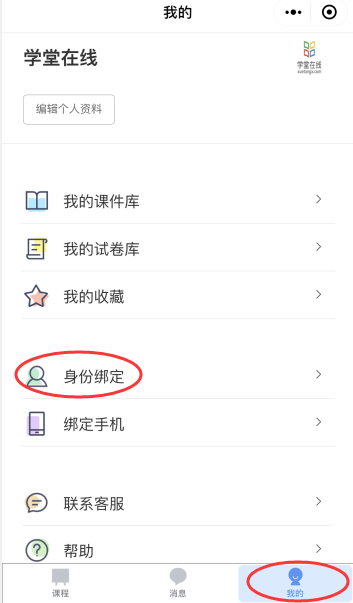 我的
学堂在线
学堂在线
xuetangx.com
编辑个人资料
我的课件库
我的试卷库
我的收藏
身份绑定
绑定手机
联系客服
帮助
课程
消息
我的